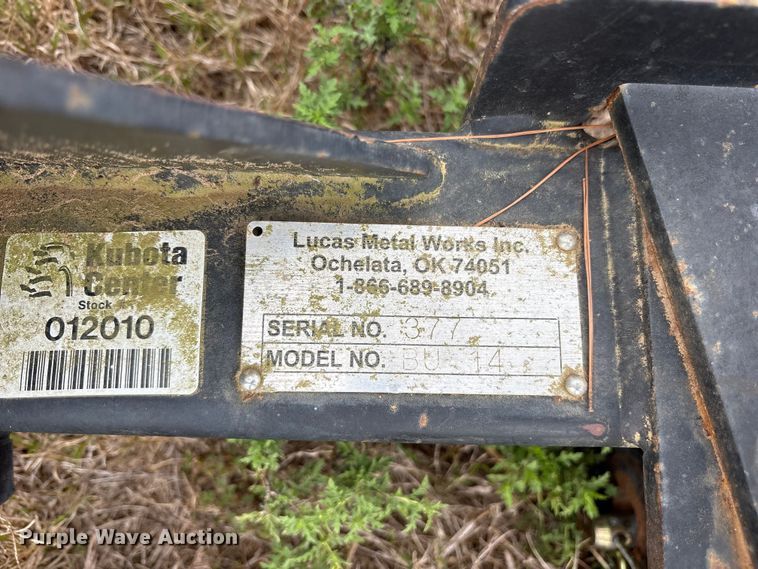 Kubota
Center
Stock
012010
Lucas Metal Works Inc.
Ochelata, OK 74051
1-866-689-8904
SERIAL NO. 377
MODEL NO. BU-14
Purple Wave Auction